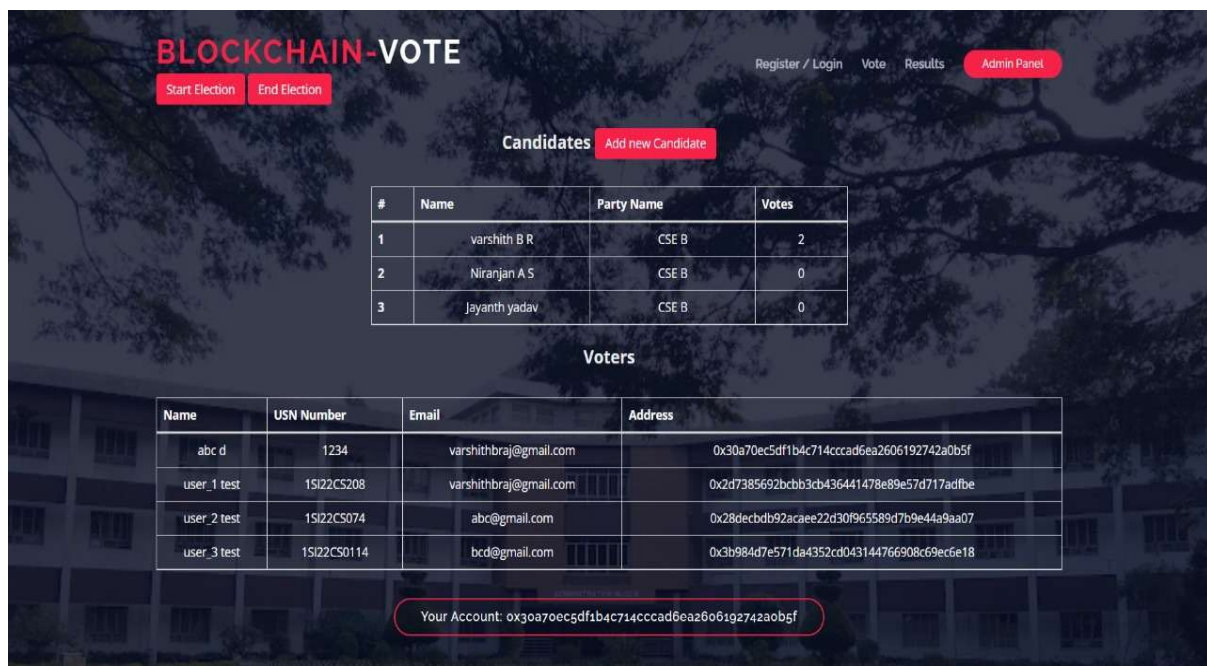 BLOCKCHAIN-VOTE
Register / Login Vote Results Admin Panel
Start Election End Election
Candidates Add new Candidate
# Name Party Name Votes
1 varshith B R CSE B 2
2 Niranjan A S CSE B 0
3 Jayanth yadav CSE B 0
Voters
Name USN Number Email Address
abc d 1234 varshithbraj@gmail.com 0x30a70ec5df1b4c714cccad6ea2606192742a0b5f
user_1 test 1SI22CS208 varshithbraj@gmail.com 0x2d7385692bcbb3cb436441478e89e57d717adfbe
user_2 test 1SI22CS074 abc@gmail.com 0x28decbdb92acaee22d30f965589d7b9e44a9aa07
user_3 test 1SI22CS0114 bcd@gmail.com 0x3b984d7e571da4352cd043144766908c69ec6e18
ADMINISTRATIVE BLOCK
Your Account: 0x30a70ec5df1b4c714cccad6ea2606192742a0b5f